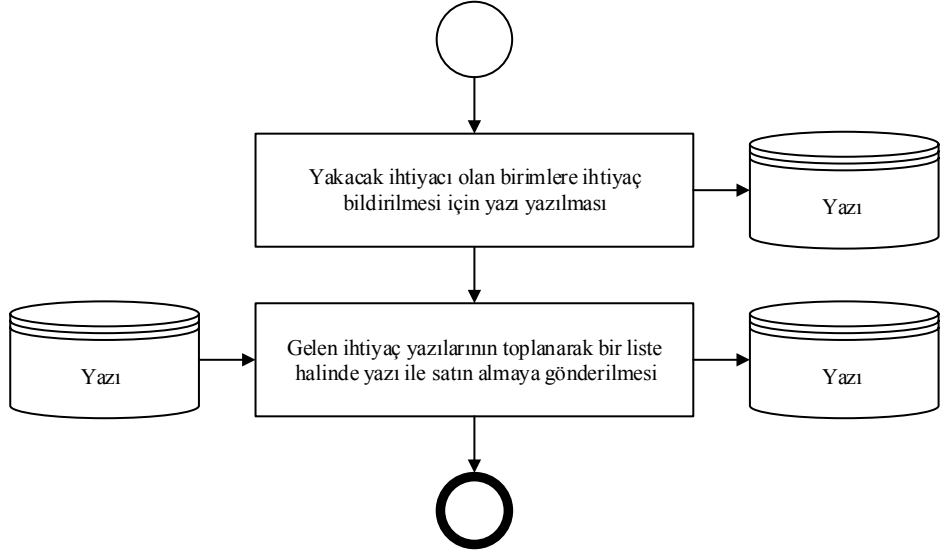 Yakacak ihtiyacı olan birimlere ihtiyaç
bildirilmesi için yazı yazılması
Yazı
Yazı
Gelen ihtiyaç yazılarının toplanarak bir liste
halinde yazı ile satın almaya gönderilmesi
Yazı